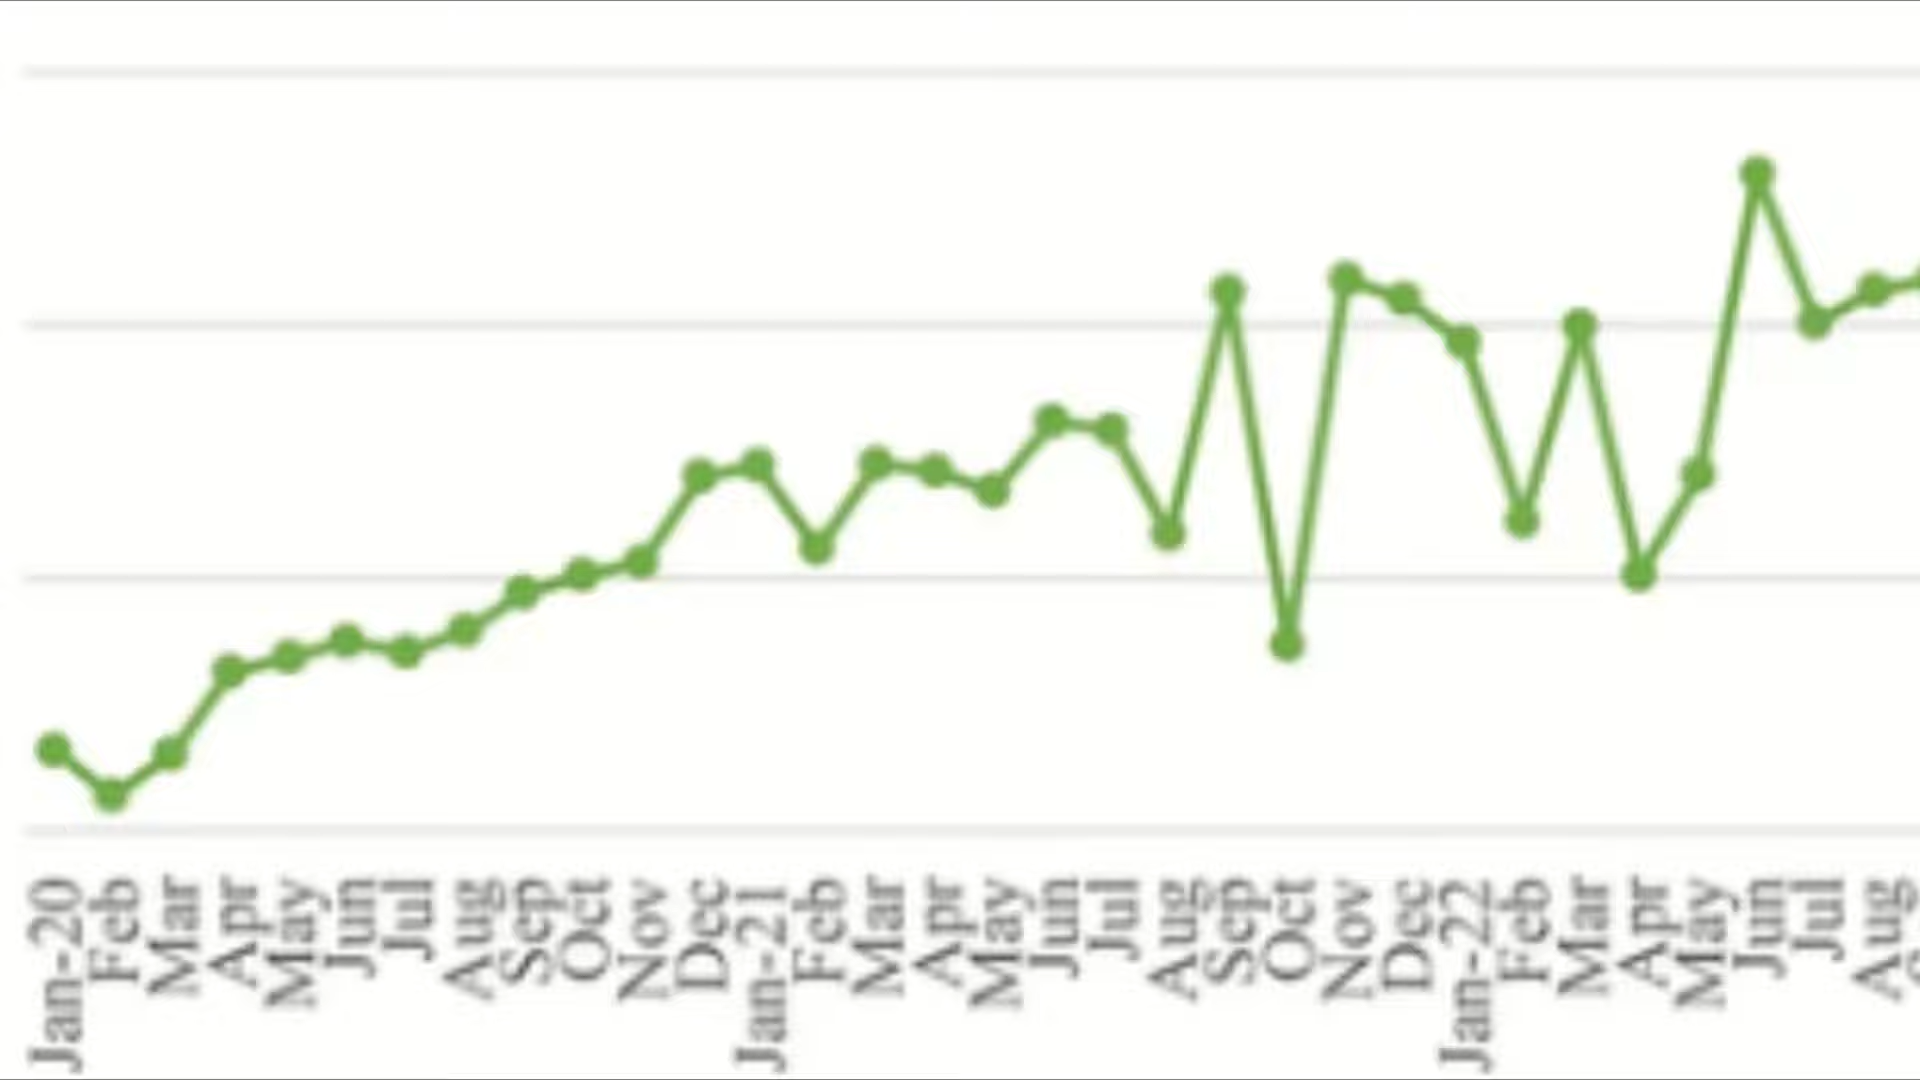 Jan-20
Feb
Mar
Apr
May
Jun
Jul
Aug
Sep
Oct
Nov
Dec
Jan-21
Feb
Mar
Apr
May
Jun
Jul
Aug
Sep
Oct
Nov
Dec
Jan-22
Feb
Mar
Apr
May
Jun
Jul
Aug